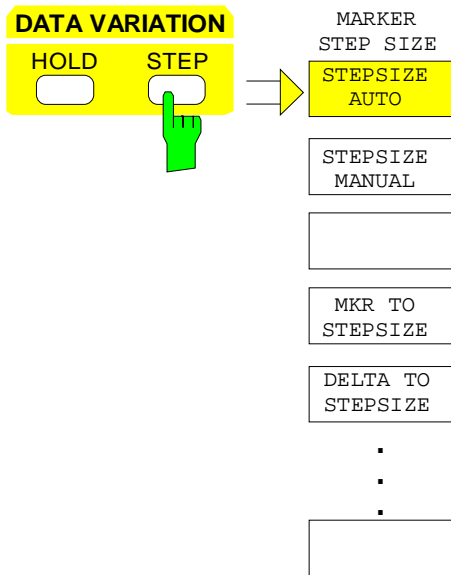 DATA VARIATION
HOLD STEP
MARKER
STEP SIZE
STEPSIZE
AUTO
STEPSIZE
MANUAL
MKR TO
STEPSIZE
DELTA TO
STEPSIZE
.
.
.